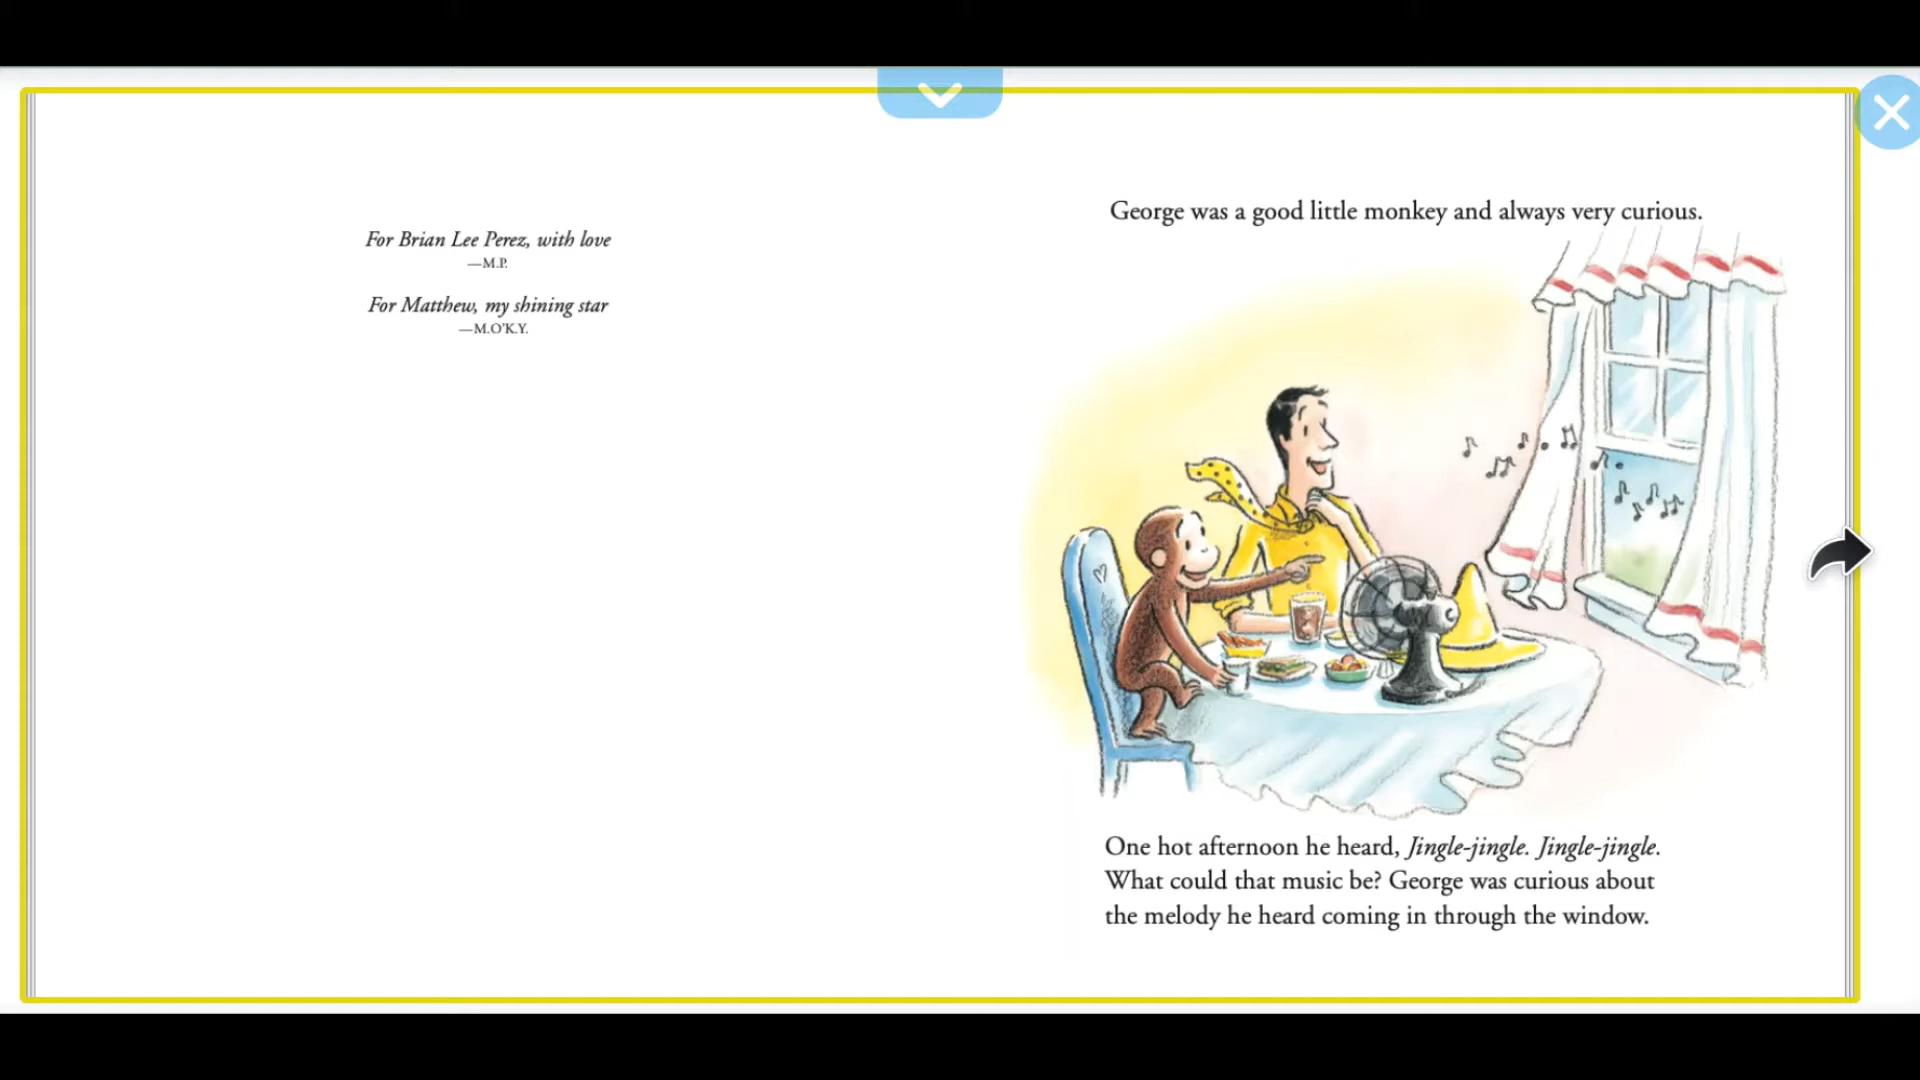 For Brian Lee Perez, with love
—M.P.
For Matthew, my shining star
—M.O'K.Y.
George was a good little monkey and always very curious.
One hot afternoon he heard, Jingle-jingle. Jingle-jingle.
What could that music be? George was curious about
the melody he heard coming in through the window.